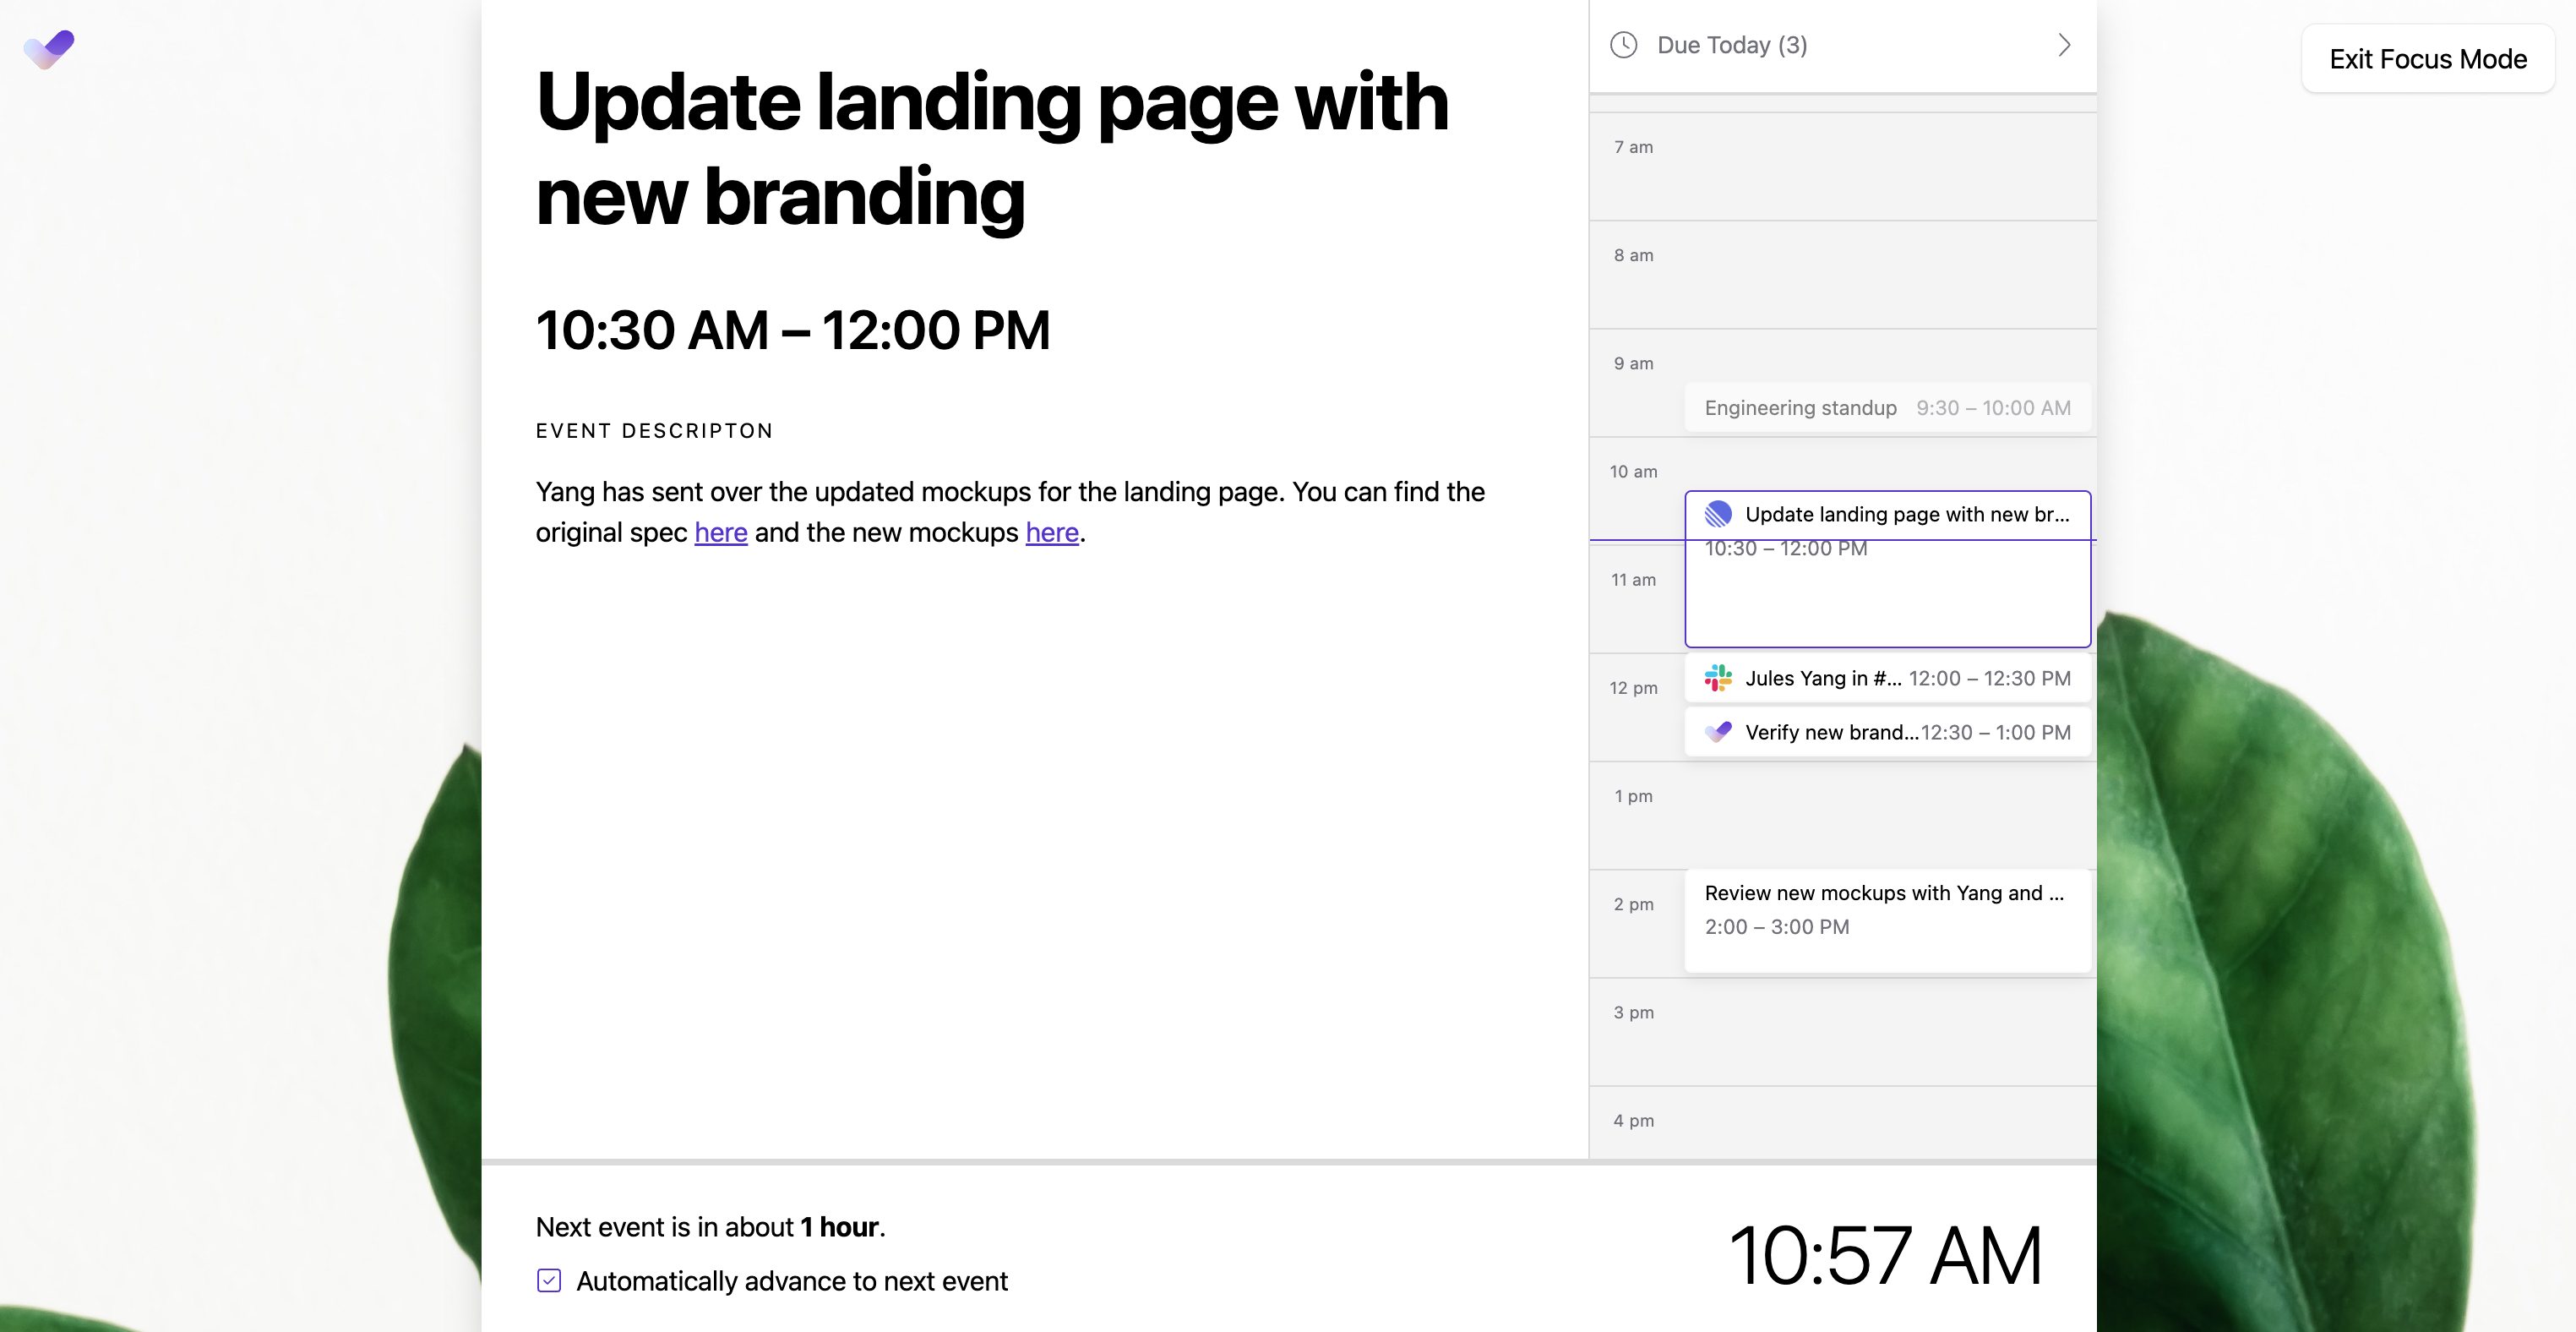 Update landing page with
new branding
10:30 AM – 12:00 PM
EVENT DESCRIPTON
Yang has sent over the updated mockups for the landing page. You can find the
original spec here and the new mockups here.
Due Today (3)
7 am
8 am
9 am
Engineering standup 9:30 – 10:00 AM
10 am
Update landing page with new br...
10:30 – 12:00 PM
11 am
12 pm
Jules Yang in #... 12:00 – 12:30 PM
Verify new brand... 12:30 – 1:00 PM
1 pm
2 pm
Review new mockups with Yang and ...
2:00 – 3:00 PM
3 pm
4 pm
Next event is in about 1 hour.
Automatically advance to next event
10:57 AM
Exit Focus Mode